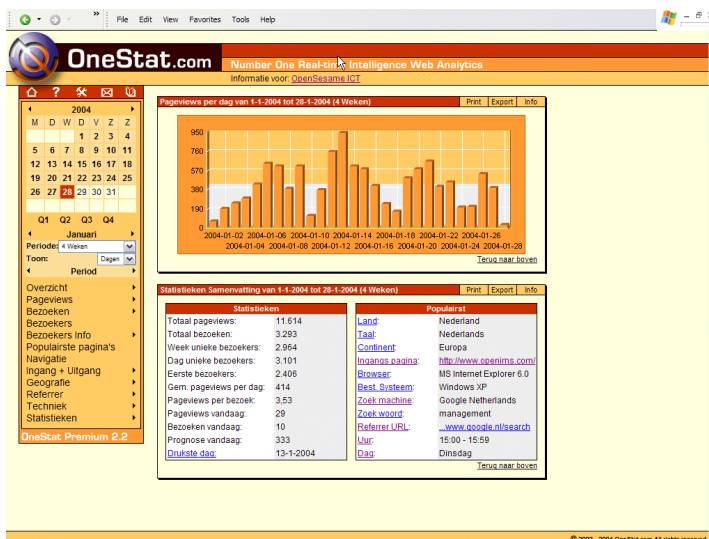 File Edit View Favorites Tools Help
OneStat.com
Number One Real-time Intelligence Web Analytics
Informatie voor: OpenSesame ICT
2004
M D W D V Z Z
1 2 3 4
5 6 7 8 9 10 11
12 13 14 15 16 17 18
19 20 21 22 23 24 25
26 27 28 29 30 31
Q1 Q2 Q3 Q4
Januari
Periode: 4 Weken
Toon: Dagen
Period
Overzicht
Pageviews
Bezoeken
Bezoekers
Bezoekers Info
Populairste pagina's
Navigatie
Ingang + Uitgang
Geografie
Referrer
Techniek
Statistieken
OneStat Premium 2.2
Pageviews per dag van 1-1-2004 tot 28-1-2004 (4 Weken) Print Export Info
950
760
570
380
190
0
2004-01-02 2004-01-06 2004-01-10 2004-01-14 2004-01-18 2004-01-22 2004-01-26
2004-01-04 2004-01-08 2004-01-12 2004-01-16 2004-01-20 2004-01-24 2004-01-28
Terug naar boven
Statistieken Samenvatting van 1-1-2004 tot 28-1-2004 (4 Weken) Print Export Info
Statistieken
Totaal pageviews: 11.614
Totaal bezoeken: 3.293
Week unieke bezoekers: 2.964
Dag unieke bezoekers: 3.101
Eerste bezoekers: 2.406
Gem. pageviews per dag: 414
Pageviews per bezoek: 3,53
Pageviews vandaag: 29
Bezoeken vandaag: 10
Prognose vandaag: 333
Drukste dag: 13-1-2004
Populairst
Land: Nederland
Taal: Nederlands
Continent: Europa
Ingangs pagina: http://www.openims.com/
Browser: MS Internet Explorer 6.0
Best. Systeem: Windows XP
Zoek machine: Google Netherlands
Zoek woord: management
Referrer URL: ...www.google.nl/search
Uur: 15:00 - 15:59
Dag: Dinsdag
Terug naar boven
© 2002 - 2004 OneStat.com All rights reserved